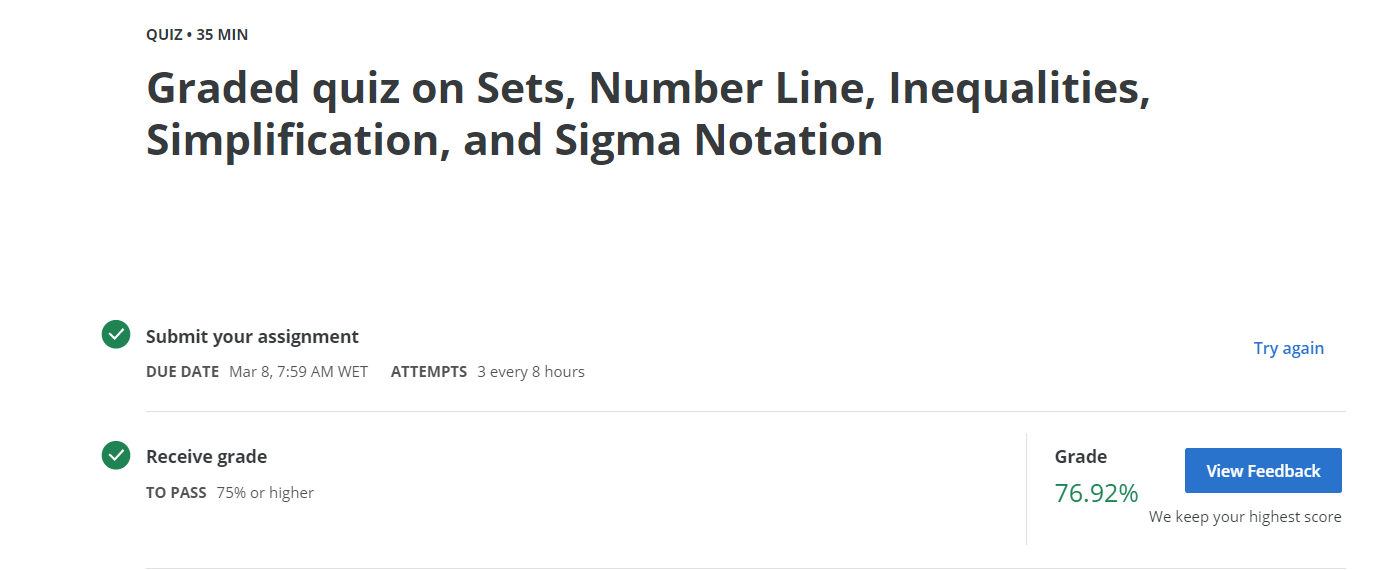 QUIZ • 35 MIN
Graded quiz on Sets, Number Line, Inequalities,
Simplification, and Sigma Notation
Submit your assignment
Try again
DUE DATE Mar 8, 7:59 AM WET ATTEMPTS 3 every 8 hours
Receive grade
Grade
View Feedback
TO PASS 75% or higher
76.92%
We keep your highest score